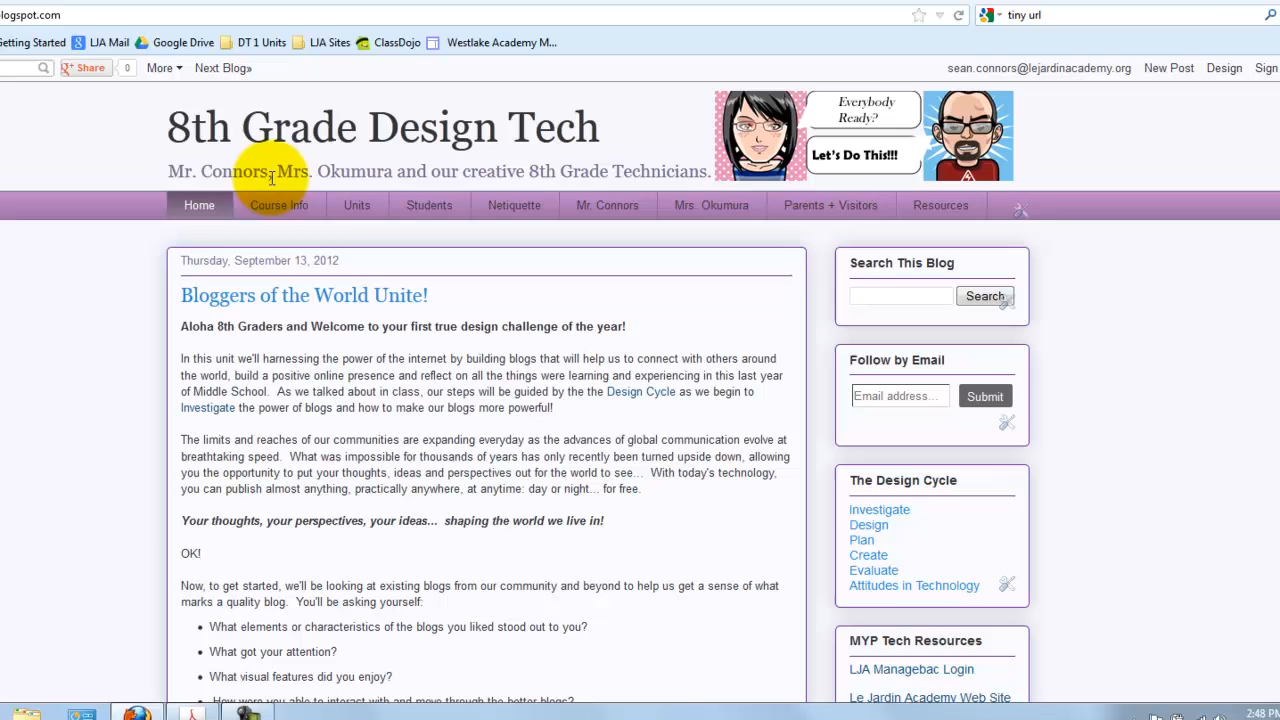 logospot.com
tiny url
Getting Started LJA Mail Google Drive DT 1 Units LJA Sites ClassDojo Westlake Academy M...
Share 0 More Next Blog» sean.connors@lejardinacademy.org New Post Design Sign
8th Grade Design Tech
Everybody
Ready?
Let's Do This!!!
Mr. Connors, Mrs. Okumura and our creative 8th Grade Technicians.
Home Course Info Units Students Netiquette Mr. Connors Mrs. Okumura Parents + Visitors Resources
Thursday, September 13, 2012
Bloggers of the World Unite!
Aloha 8th Graders and Welcome to your first true design challenge of the year!
In this unit we'll harnessing the power of the internet by building blogs that will help us to connect with others around
the world, build a positive online presence and reflect on all the things were learning and experiencing in this last year
of Middle School. As we talked about in class, our steps will be guided by the the Design Cycle as we begin to
Investigate the power of blogs and how to make our blogs more powerful!
The limits and reaches of our communities are expanding everyday as the advances of global communication evolve at
breathtaking speed. What was impossible for thousands of years has only recently been turned upside down, allowing
you the opportunity to put your thoughts, ideas and perspectives out for the world to see... With today's technology,
you can publish almost anything, practically anywhere, at anytime: day or night... for free.
Your thoughts, your perspectives, your ideas... shaping the world we live in!
OK!
Now, to get started, we'll be looking at existing blogs from our community and beyond to help us get a sense of what
marks a quality blog. You'll be asking yourself:
• What elements or characteristics of the blogs you liked stood out to you?
• What got your attention?
• What visual features did you enjoy?
• How were you able to interact with and move through the better blogs?
Search This Blog
Search
Follow by Email
Email address... Submit
The Design Cycle
Investigate
Design
Plan
Create
Evaluate
Attitudes in Technology
MYP Tech Resources
LJA Managebac Login
Le Jardin Academy Web Site
2:48 PM